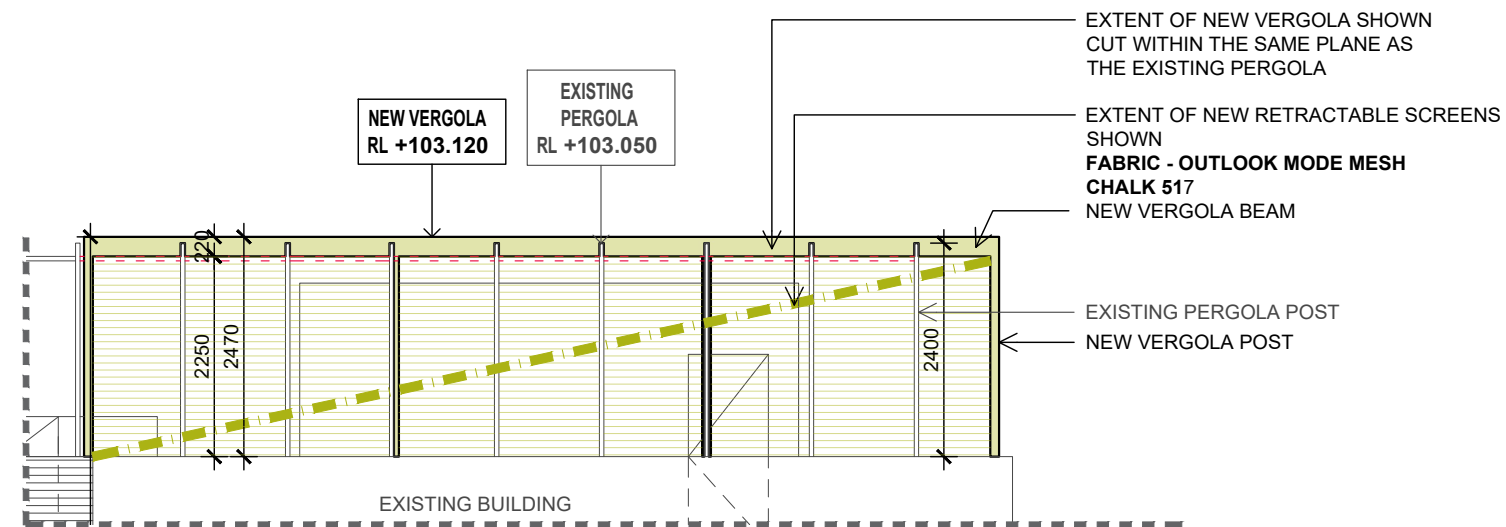 EXTENT OF NEW VERGOLA SHOWN
CUT WITHIN THE SAME PLANE AS
THE EXISTING PERGOLA
NEW VERGOLA
RL +103.120
EXISTING
PERGOLA
RL +103.050
EXTENT OF NEW RETRACTABLE SCREENS
SHOWN
FABRIC - OUTLOOK MODE MESH
CHALK 517
NEW VERGOLA BEAM
220
2250
2470
2400
EXISTING PERGOLA POST
NEW VERGOLA POST
EXISTING BUILDING